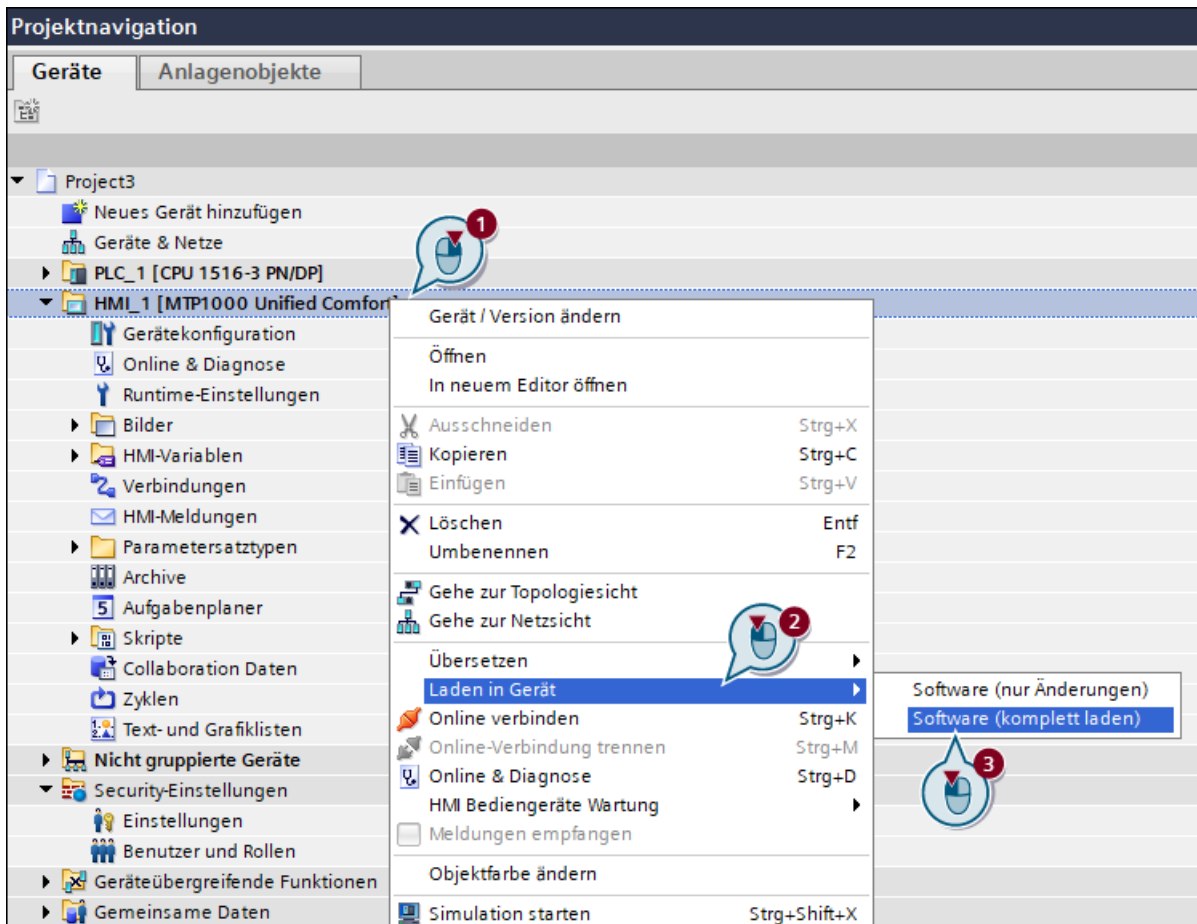 Projektnavigation
Geräte
Anlagenobjekte
Project3
Neues Gerät hinzufügen
Geräte & Netze
PLC_1 [CPU 1516-3 PN/DP]
HMI_1 [MTP1000 Unified Comfort]
Gerätekonfiguration
Online & Diagnose
Runtime-Einstellungen
Bilder
HMI-Variablen
Verbindungen
HMI-Meldungen
Parametersatztypen
Archive
Aufgabenplaner
Skripte
Collaboration Daten
Zyklen
Text- und Grafiklisten
Nicht gruppierte Geräte
Security-Einstellungen
Einstellungen
Benutzer und Rollen
Geräteübergreifende Funktionen
Gemeinsame Daten
1
Gerät / Version ändern
Öffnen
In neuem Editor öffnen
Ausschneiden Strg+X
Kopieren Strg+C
Einfügen Strg+V
Löschen Entf
Umbenennen F2
Gehe zur Topologiesicht
Gehe zur Netzsicht
2
Übersetzen
Laden in Gerät
Online verbinden Strg+K
Online-Verbindung trennen Strg+M
Online & Diagnose Strg+D
HMI Bediengeräte Wartung
Meldungen empfangen
Objektfarbe ändern
Simulation starten Strg+Shift+X
Software (nur Änderungen)
Software (komplett laden)
3